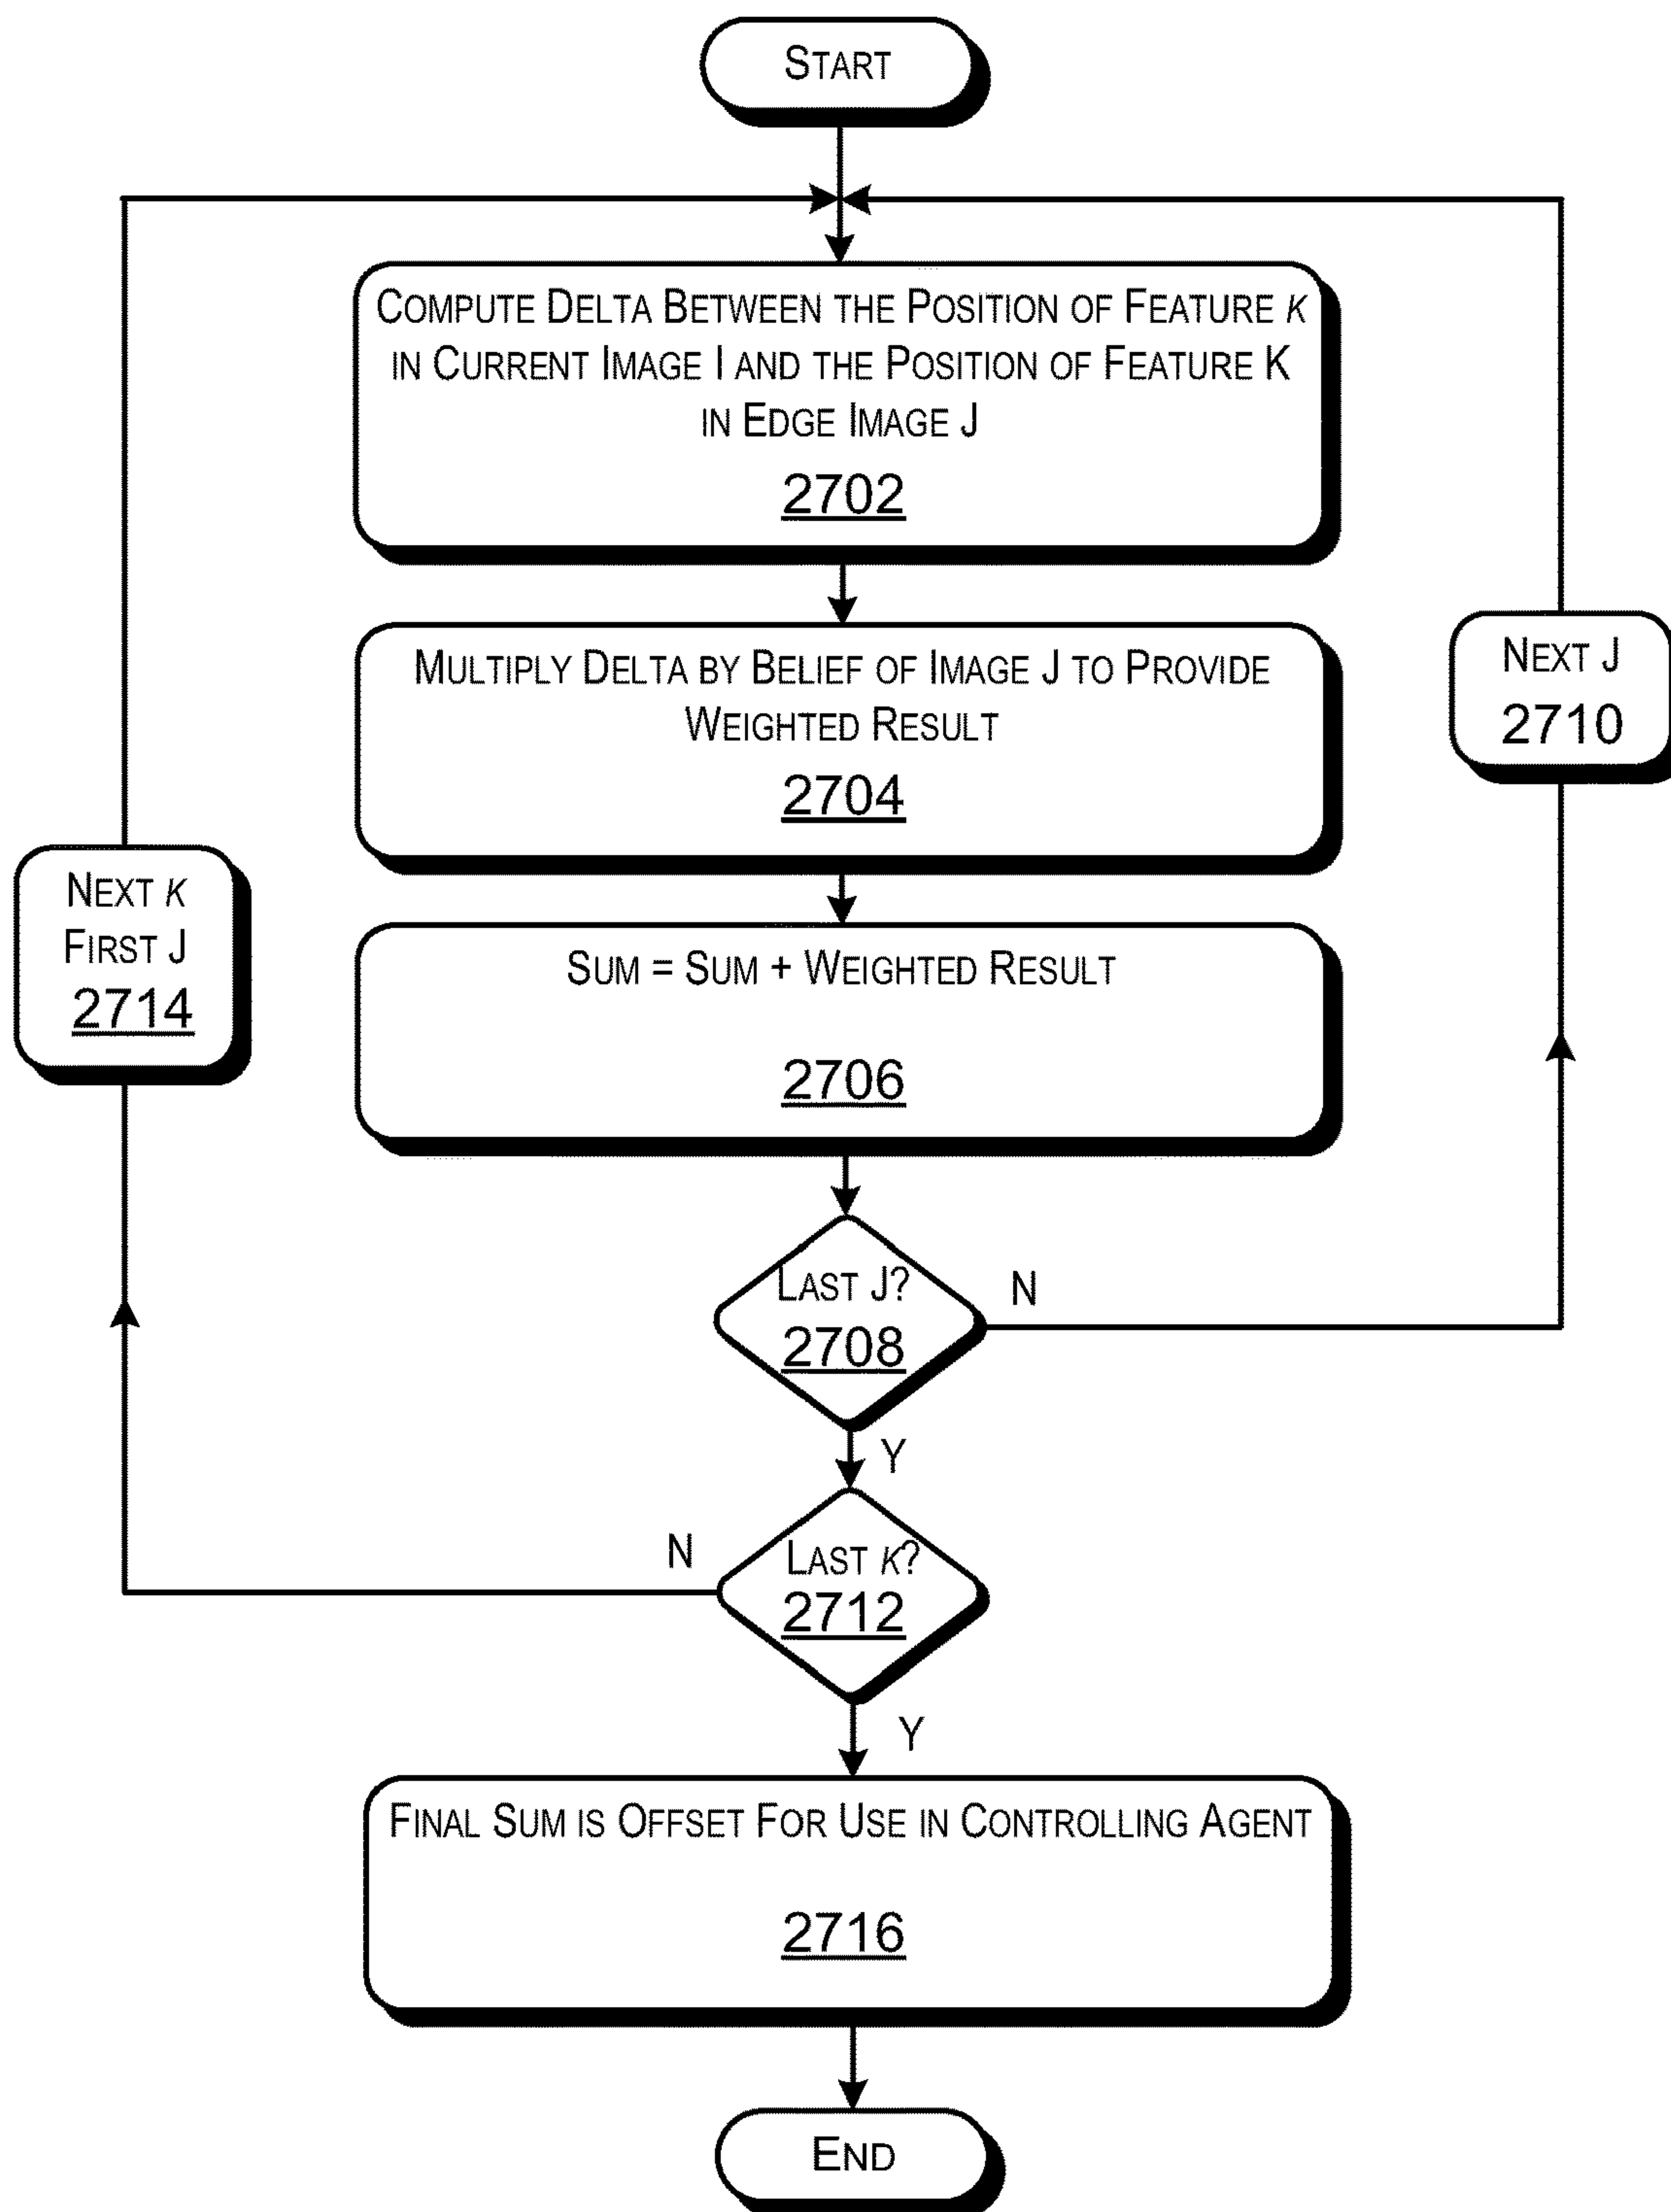 START
COMPUTE DELTA BETWEEN THE POSITION OF FEATURE K
IN CURRENT IMAGE I AND THE POSITION OF FEATURE K
IN EDGE IMAGE J
2702
MULTIPLY DELTA BY BELIEF OF IMAGE J TO PROVIDE
WEIGHTED RESULT
2704
NEXT J
2710
NEXT K
FIRST J
2714
SUM = SUM + WEIGHTED RESULT
2706
LAST J?
2708
N
Y
LAST K?
2712
N
Y
FINAL SUM IS OFFSET FOR USE IN CONTROLLING AGENT
2716
END